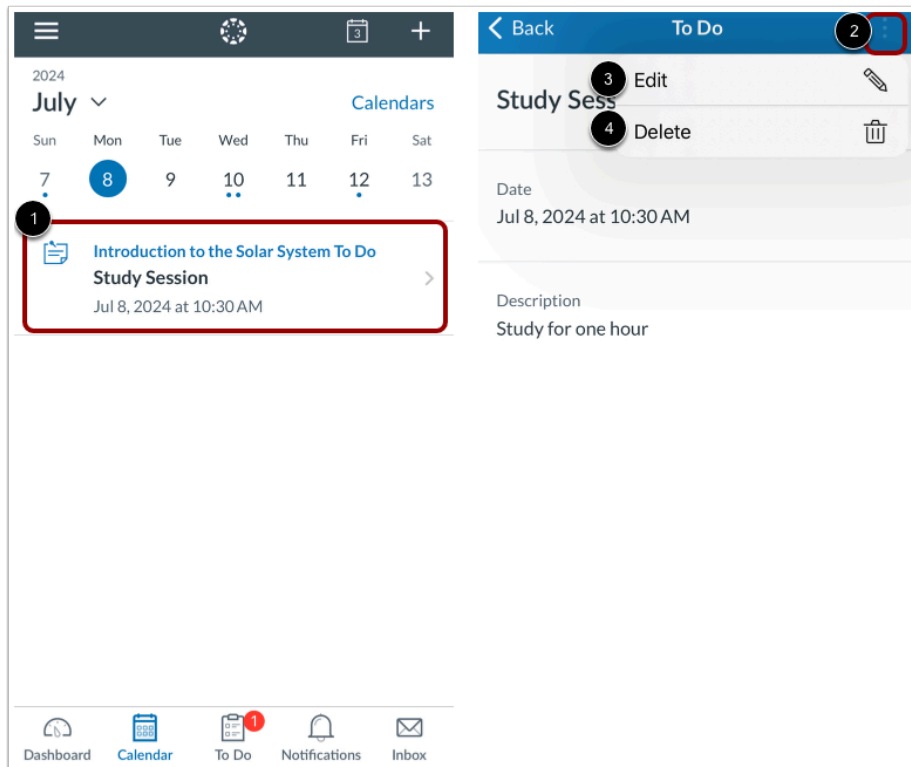 3
2024
July
Calendars
Sun Mon Tue Wed Thu Fri Sat
7 8 9 10 11 12 13
1
Introduction to the Solar System To Do
Study Session
Jul 8, 2024 at 10:30 AM
1
Dashboard Calendar To Do Notifications Inbox
Back To Do 2
3 Edit
Study Sess
4 Delete
Date
Jul 8, 2024 at 10:30 AM
Description
Study for one hour